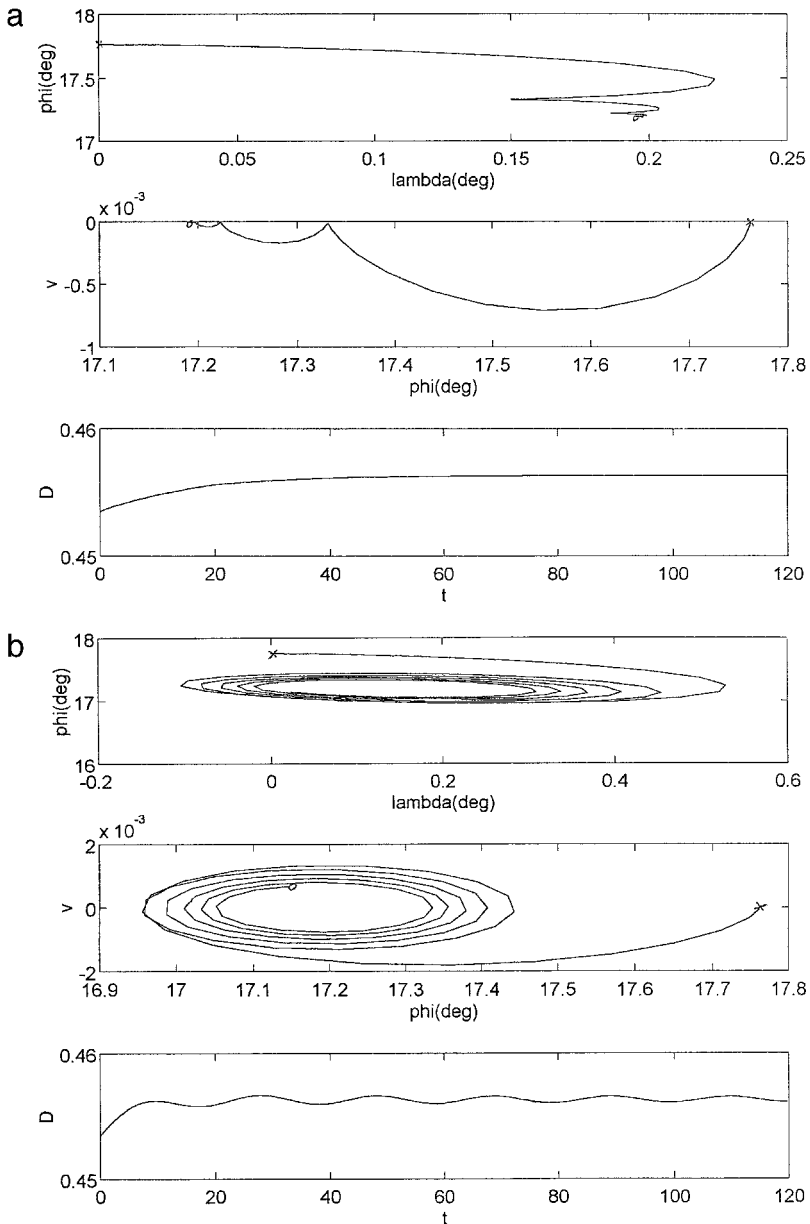 a
18
17.5
17
phi(deg)
0 0.05 0.1 0.15 0.2 0.25
lambda(deg)
x 10⁻³
0
-0.5
-1
v
17.1 17.2 17.3 17.4 17.5 17.6 17.7 17.8
phi(deg)
0.46
0.45
D
0 20 40 60 80 100 120
t
b
18
17
16
phi(deg)
-0.2 0 0.2 0.4 0.6
lambda(deg)
x 10⁻³
2
0
-2
v
16.9 17 17.1 17.2 17.3 17.4 17.5 17.6 17.7 17.8
phi(deg)
0.46
0.45
D
0 20 40 60 80 100 120
t